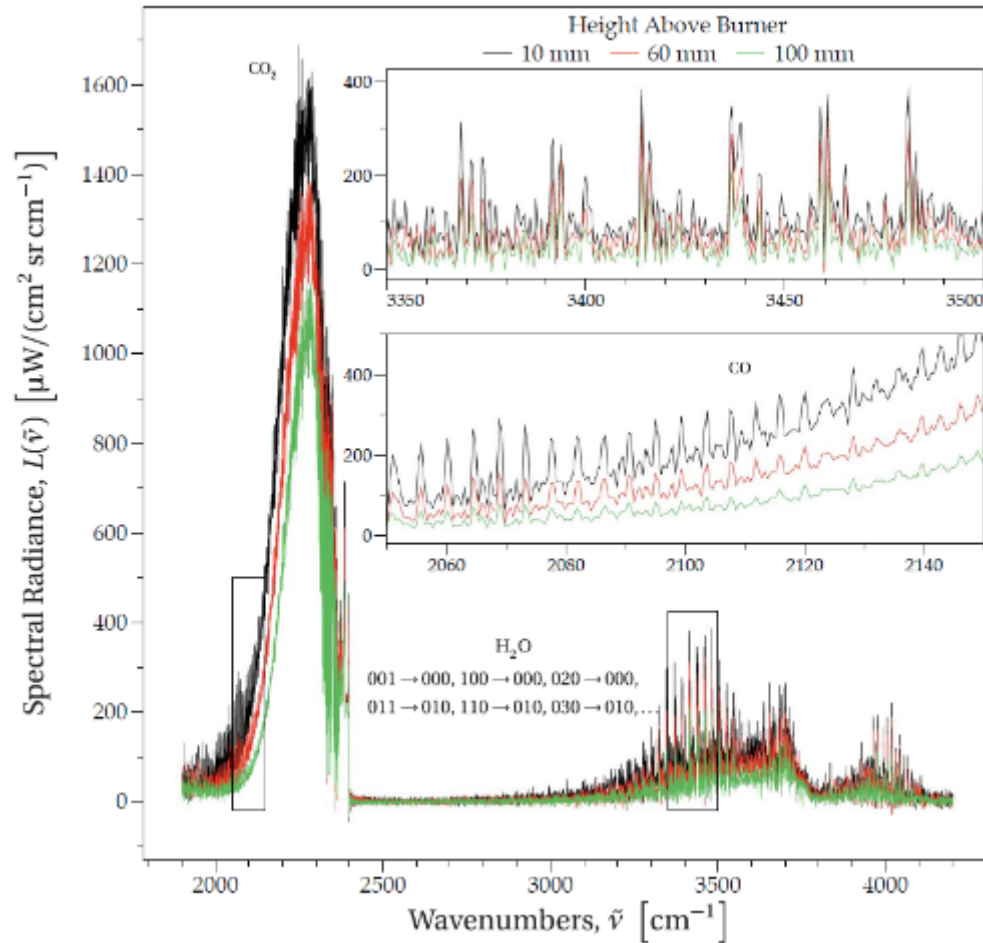 Height Above Burner
10 mm 60 mm 100 mm
CO₂
400
200
0
3350 3400 3450 3500
CO
400
200
0
2060 2080 2100 2120 2140
1600
1400
1200
1000
800
600
400
200
0
Spectral Radiance, L(ṽ) [µW/(cm² sr cm⁻¹)]
H₂O
001→000, 100→000, 020→000,
011→010, 110→010, 030→010, …
2000 2500 3000 3500 4000
Wavenumbers, ṽ [cm⁻¹]